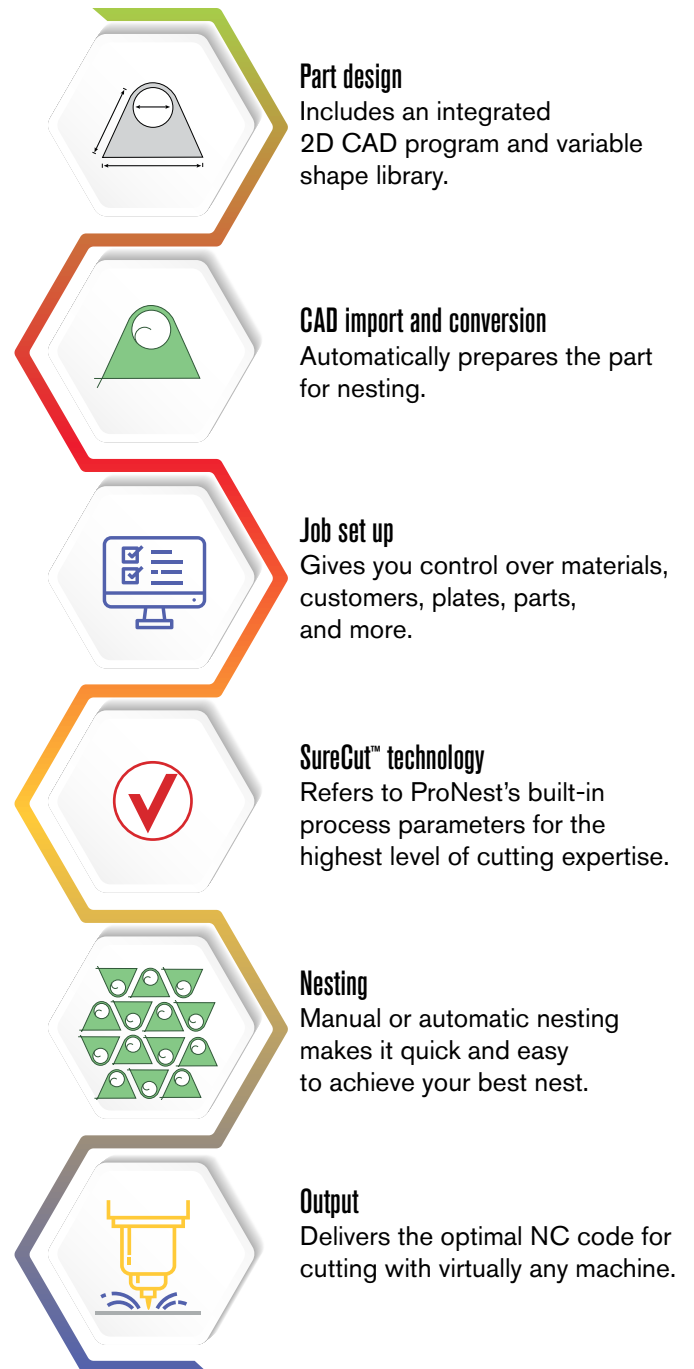 Part design
Includes an integrated
2D CAD program and variable
shape library.
CAD import and conversion
Automatically prepares the part
for nesting.
Job set up
Gives you control over materials,
customers, plates, parts,
and more.
SureCut™ technology
Refers to ProNest’s built-in
process parameters for the
highest level of cutting expertise.
Nesting
Manual or automatic nesting
makes it quick and easy
to achieve your best nest.
Output
Delivers the optimal NC code for
cutting with virtually any machine.